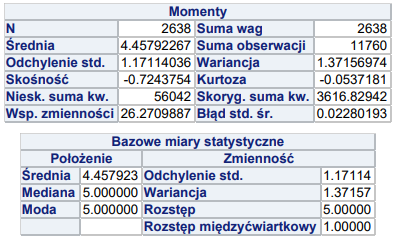 Momenty
N 2638 Suma wag 2638
Średnia 4.45792267 Suma obserwacji 11760
Odchylenie std. 1.17114036 Wariancja 1.37156974
Skośność -0.7243754 Kurtoza -0.0537181
Niesk. suma kw. 56042 Skoryg. suma kw. 3616.82942
Wsp. zmienności 26.2709887 Błąd std. śr. 0.02280193
Bazowe miary statystyczne
Położenie Zmienność
Średnia 4.457923 Odchylenie std. 1.17114
Mediana 5.000000 Wariancja 1.37157
Moda 5.000000 Rozstęp 5.00000
Rozstęp międzyćwiartkowy 1.00000